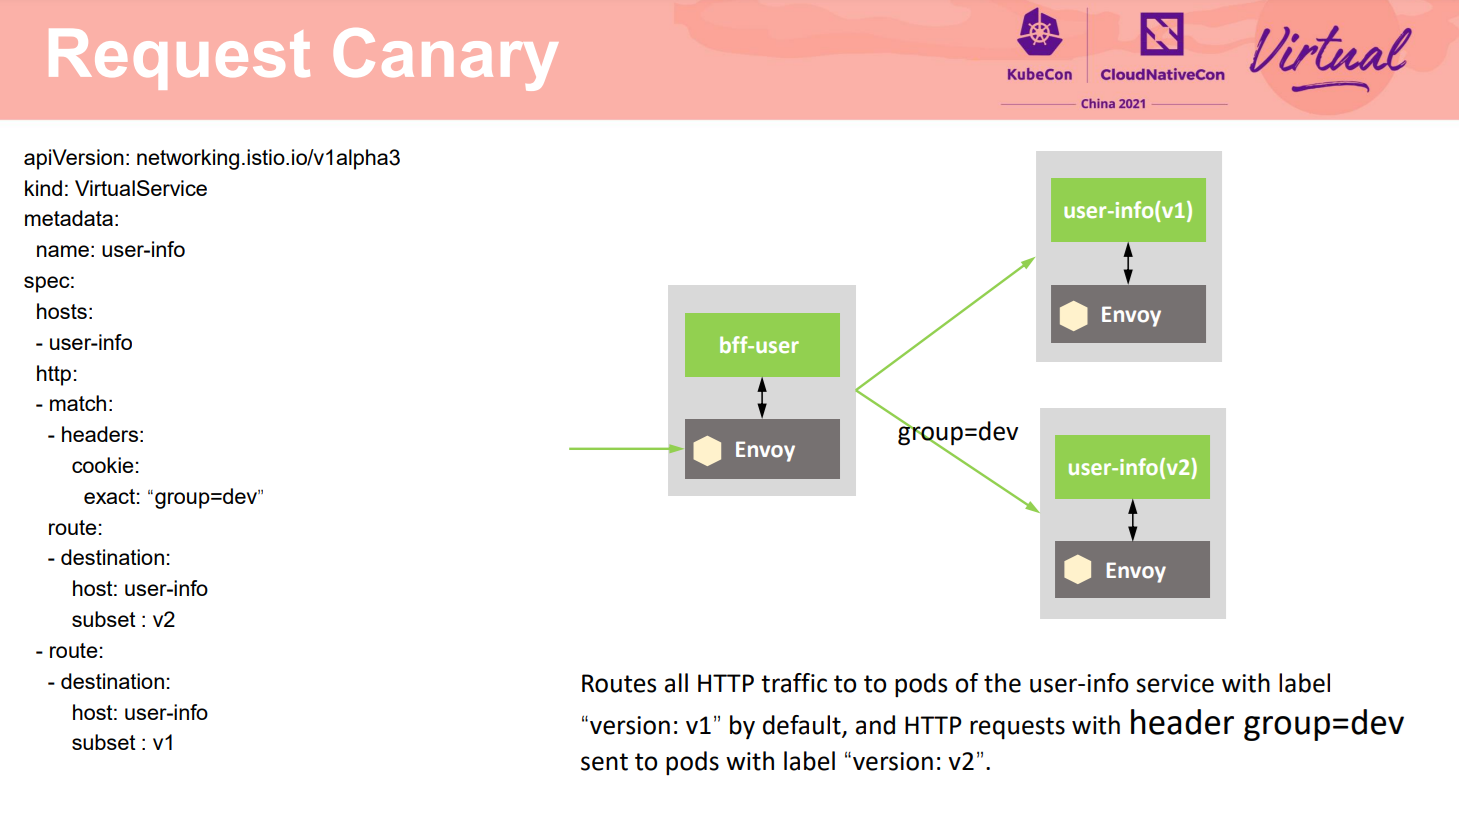 Request Canary
KubeCon
CloudNativeCon
China 2021
Virtual
apiVersion: networking.istio.io/v1alpha3
kind: VirtualService
metadata:
  name: user-info
spec:
  hosts:
  - user-info
  http:
  - match:
    - headers:
        cookie:
          exact: “group=dev”
    route:
    - destination:
        host: user-info
        subset : v2
  - route:
    - destination:
        host: user-info
        subset : v1
bff-user
Envoy
group=dev
user-info(v1)
Envoy
user-info(v2)
Envoy
Routes all HTTP traffic to to pods of the user-info service with label
“version: v1” by default, and HTTP requests with header group=dev
sent to pods with label “version: v2”.